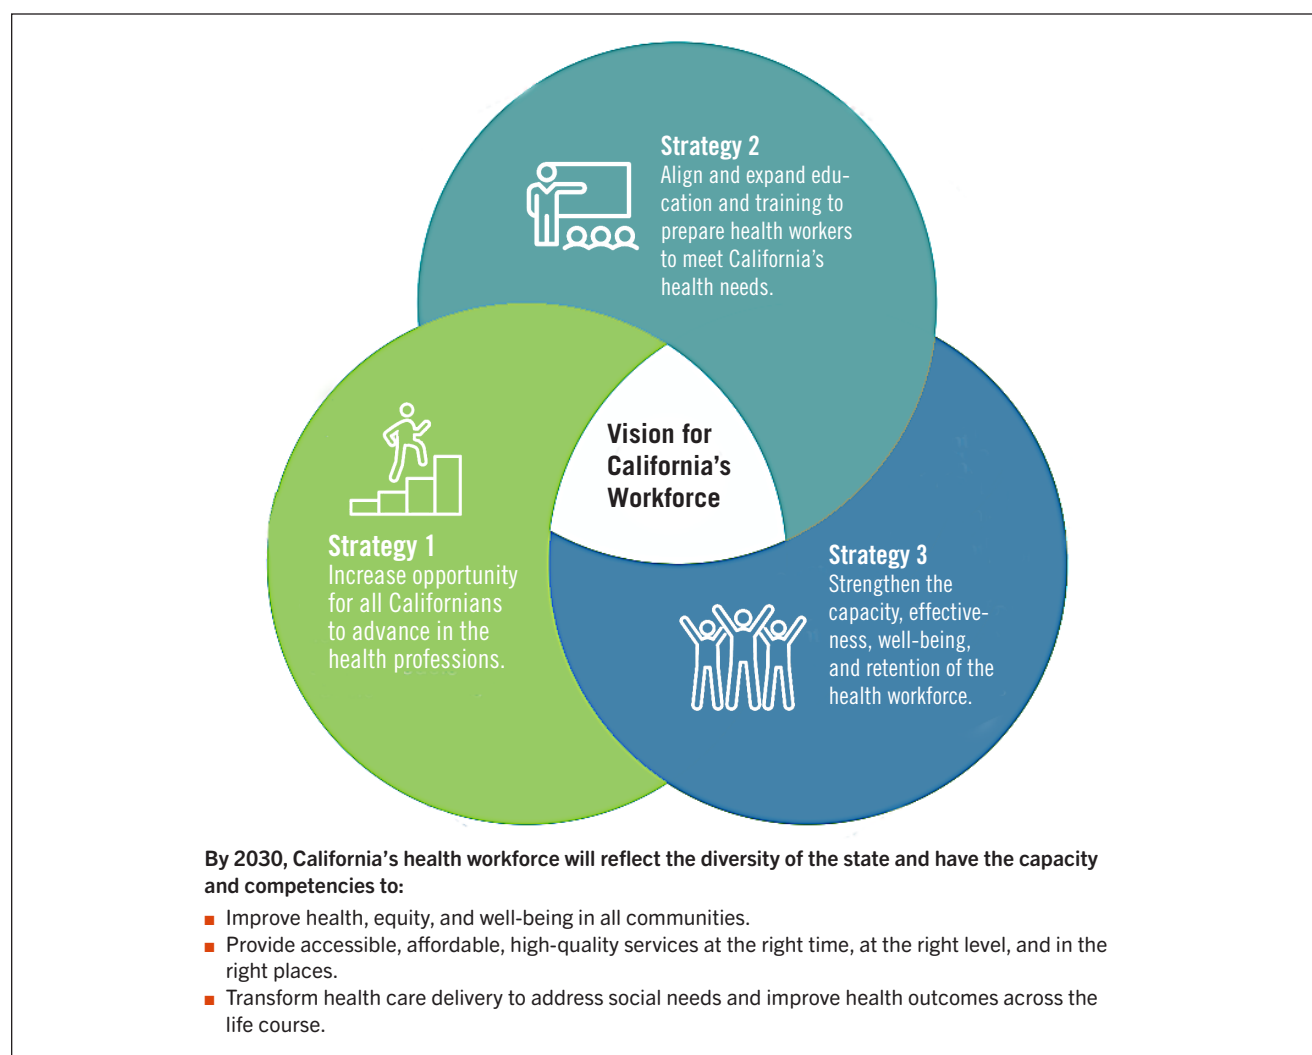 Strategy 2
Align and expand edu-
cation and training to
prepare health workers
to meet California's
health needs.
Vision for
California's
Workforce
Strategy 1
Increase opportunity
for all Californians
to advance in the
health professions.
Strategy 3
Strengthen the
capacity, effective-
ness, well-being,
and retention of the
health workforce.
By 2030, California's health workforce will reflect the diversity of the state and have the capacity
and competencies to:
■ Improve health, equity, and well-being in all communities.
■ Provide accessible, affordable, high-quality services at the right time, at the right level, and in the
right places.
■ Transform health care delivery to address social needs and improve health outcomes across the
life course.